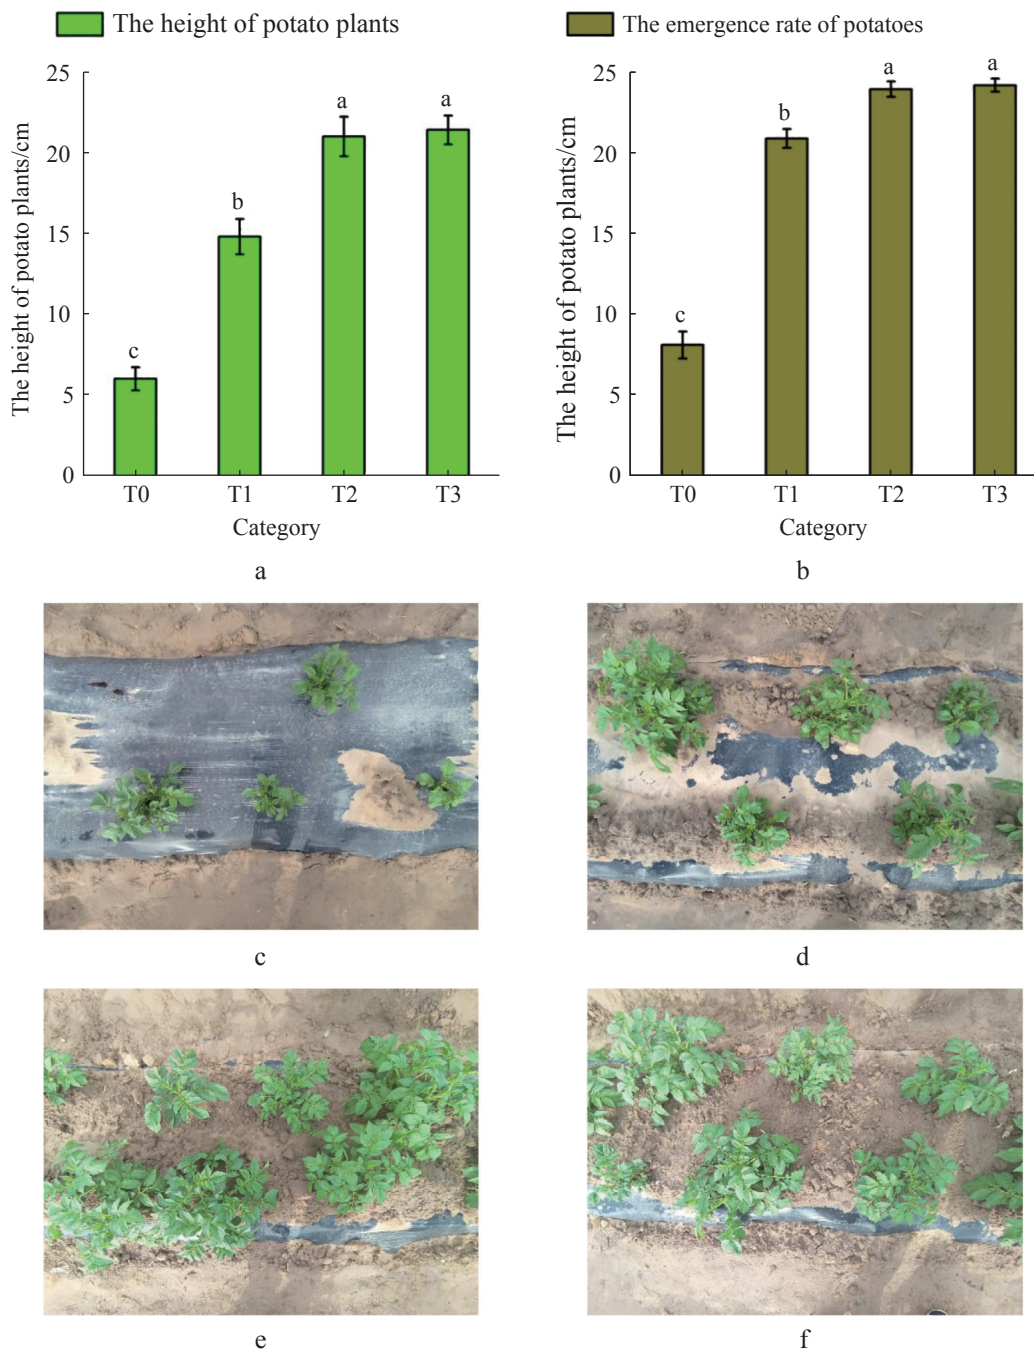 The height of potato plants
The height of potato plants/cm
25
20
15
10
5
0
c
b
a
a
T0 T1 T2 T3
Category
a
The emergence rate of potatoes
The height of potato plants/cm
25
20
15
10
5
0
c
b
a
a
T0 T1 T2 T3
Category
b
c
d
e
f